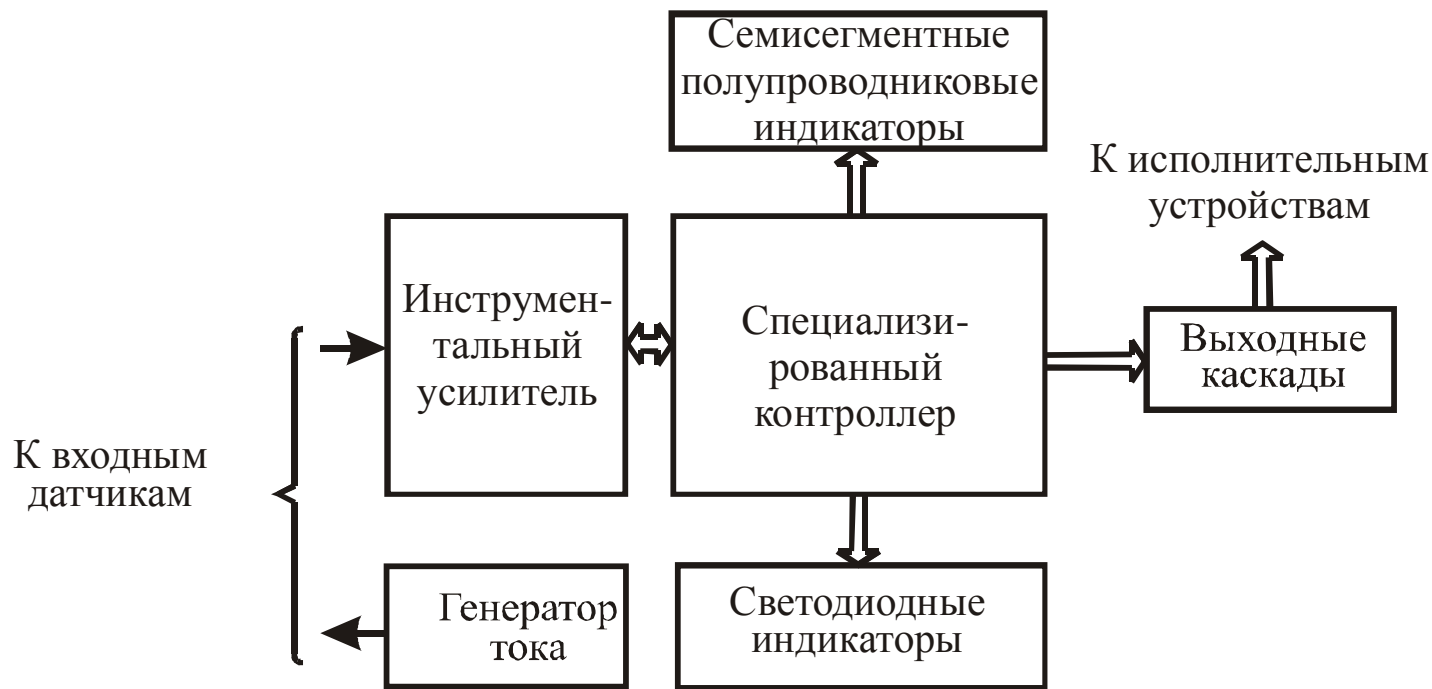 Семисегментные
полупроводниковые
индикаторы
К исполнительным
устройствам
Инструмен-
тальный
усилитель
Специализи-
рованный
контроллер
Выходные
каскады
К входным
датчикам
Генератор
тока
Светодиодные
индикаторы